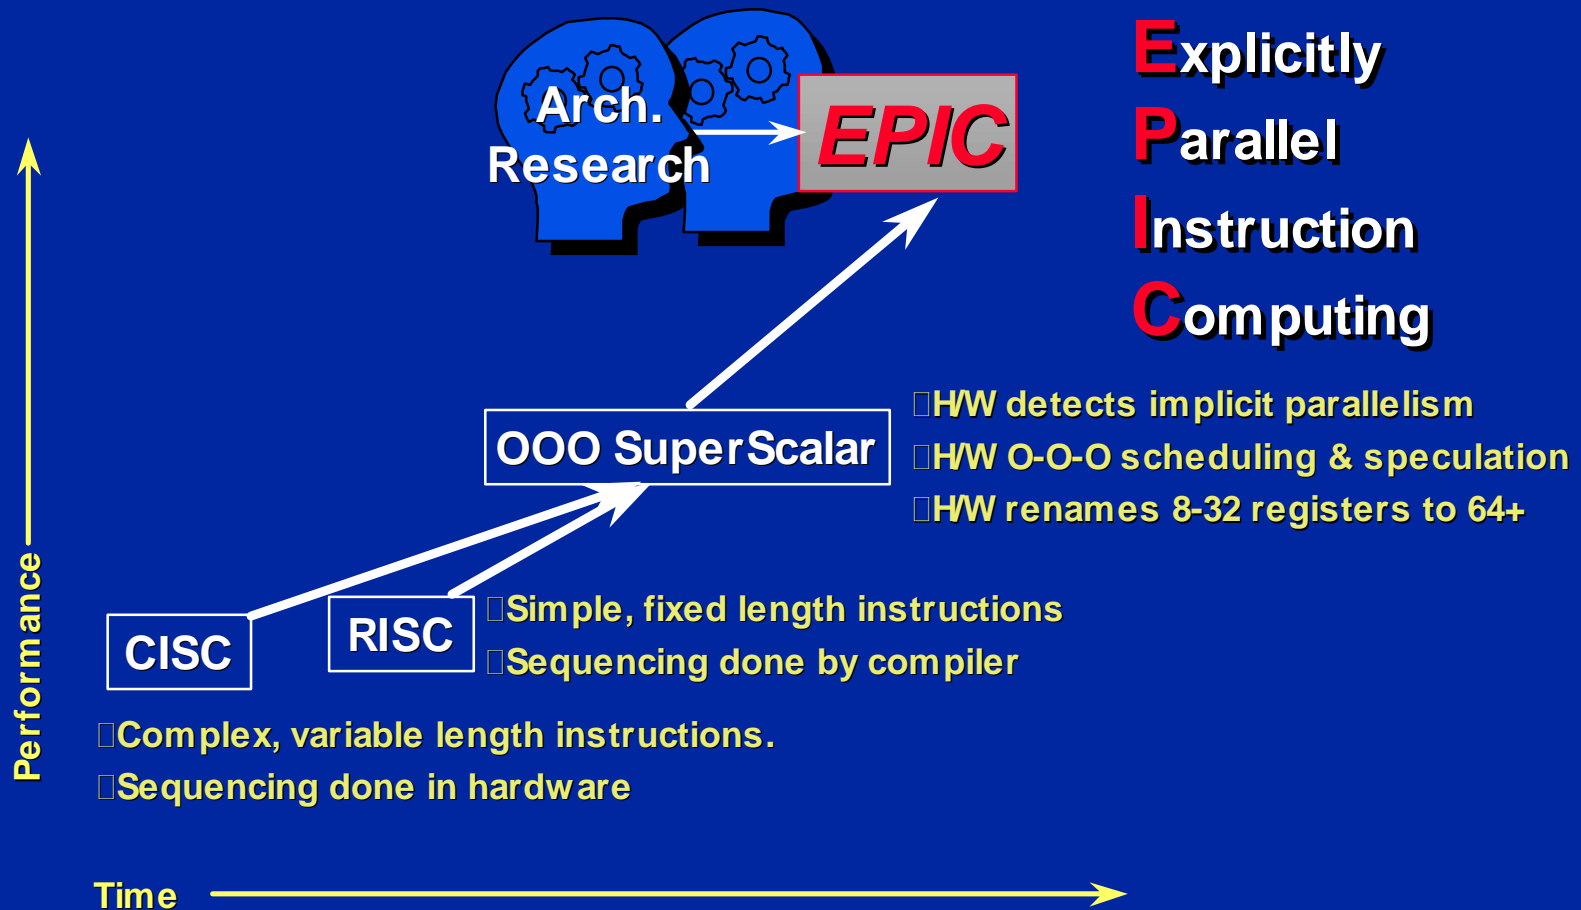 Arch.
Research
EPIC
Explicitly
Parallel
Instruction
Computing
OOO SuperScalar
H/W detects implicit parallelism
H/W O-O-O scheduling & speculation
H/W renames 8-32 registers to 64+
Performance
CISC
RISC
Simple, fixed length instructions
Sequencing done by compiler
Complex, variable length instructions.
Sequencing done in hardware
Time